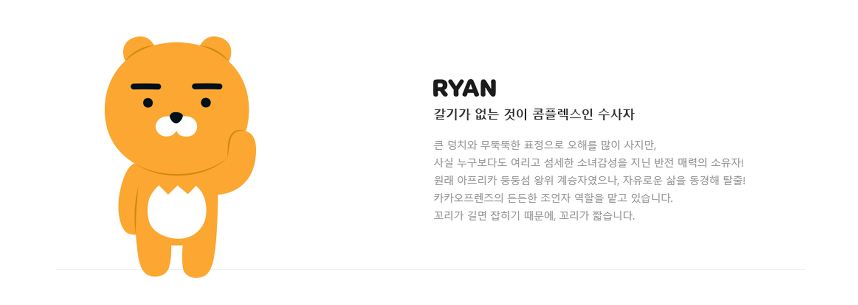 RYAN
갈기가 없는 것이 콤플렉스인 수사자
큰 덩치와 무뚝뚝한 표정으로 오해를 많이 사지만,
사실 누구보다도 여리고 섬세한 소녀감성을 지닌 반전 매력의 소유자!
원래 아프리카 둥둥섬 왕위 계승자였으나, 자유로운 삶을 동경해 탈출!
카카오프렌즈의 든든한 조언자 역할을 맡고 있습니다.
꼬리가 길면 잡히기 때문에, 꼬리가 짧습니다.